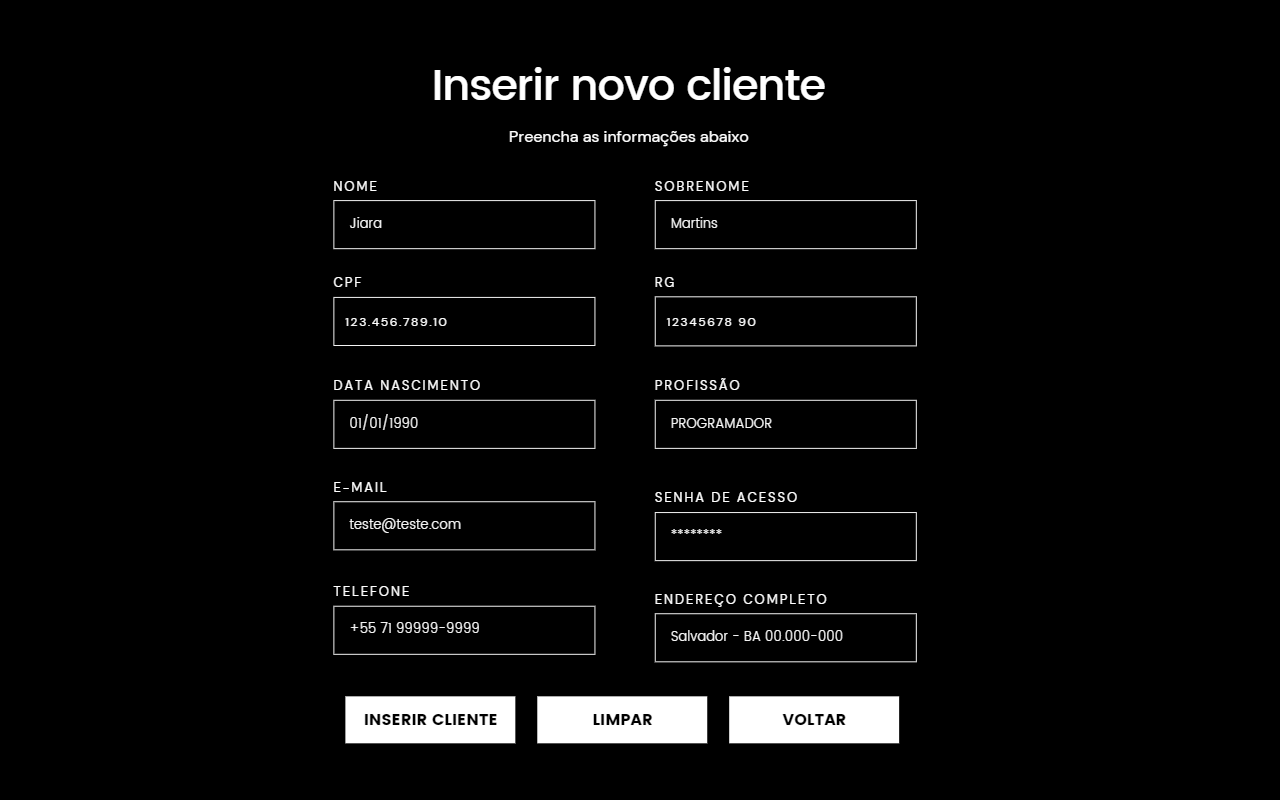 Inserir novo cliente
Preencha as informações abaixo
NOME
Jiara
SOBRENOME
Martins
CPF
123.456.789.10
RG
12345678 90
DATA NASCIMENTO
01/01/1990
PROFISSÃO
PROGRAMADOR
E-MAIL
teste@teste.com
SENHA DE ACESSO
********
TELEFONE
+55 71 99999-9999
ENDEREÇO COMPLETO
Salvador - BA 00.000-000
INSERIR CLIENTE
LIMPAR
VOLTAR